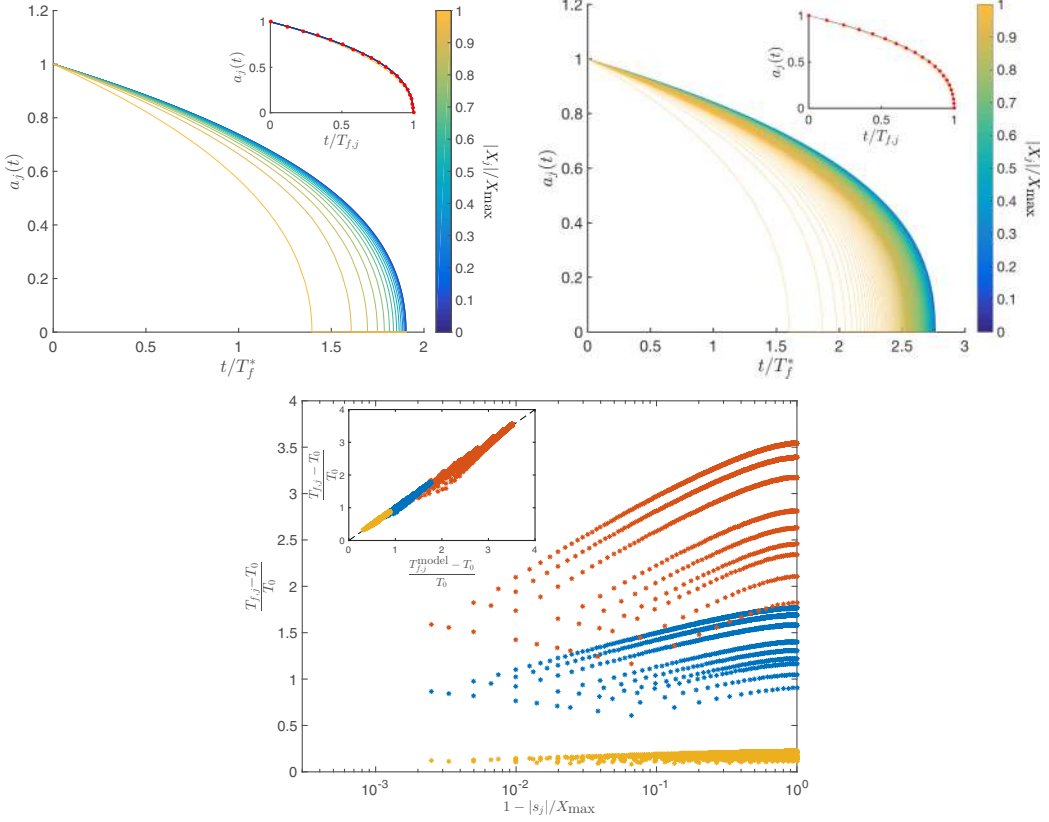 1.2
1
0.8
0.6
0.4
0.2
0
0 0.5 1 1.5 2
a_j(t)
t/T_f^*
1
0.5
0
0 0.5 1
a_j(t)
t/T_{f,j}
1
0.9
0.8
0.7
0.6
0.5
0.4
0.3
0.2
0.1
0
|X_j|/X_max
1.2
1
0.8
0.6
0.4
0.2
0
0 0.5 1 1.5 2 2.5 3
a_j(t)
t/T_f^*
1
0.5
0
0 0.5 1
a_j(t)
t/T_{f,j}
1
0.9
0.8
0.7
0.6
0.5
0.4
0.3
0.2
0.1
0
|X_j|/X_max
4
3.5
3
2.5
2
1.5
1
0.5
0
10^{-3} 10^{-2} 10^{-1} 10^0
(T_{f,j} − T_0)/T_0
1 − |s_j|/X_max
4
3
2
1
0
0 1 2 3 4
(T_{f,j} − T_0)/T_0
(T_{f,j}^{model} − T_0)/T_0